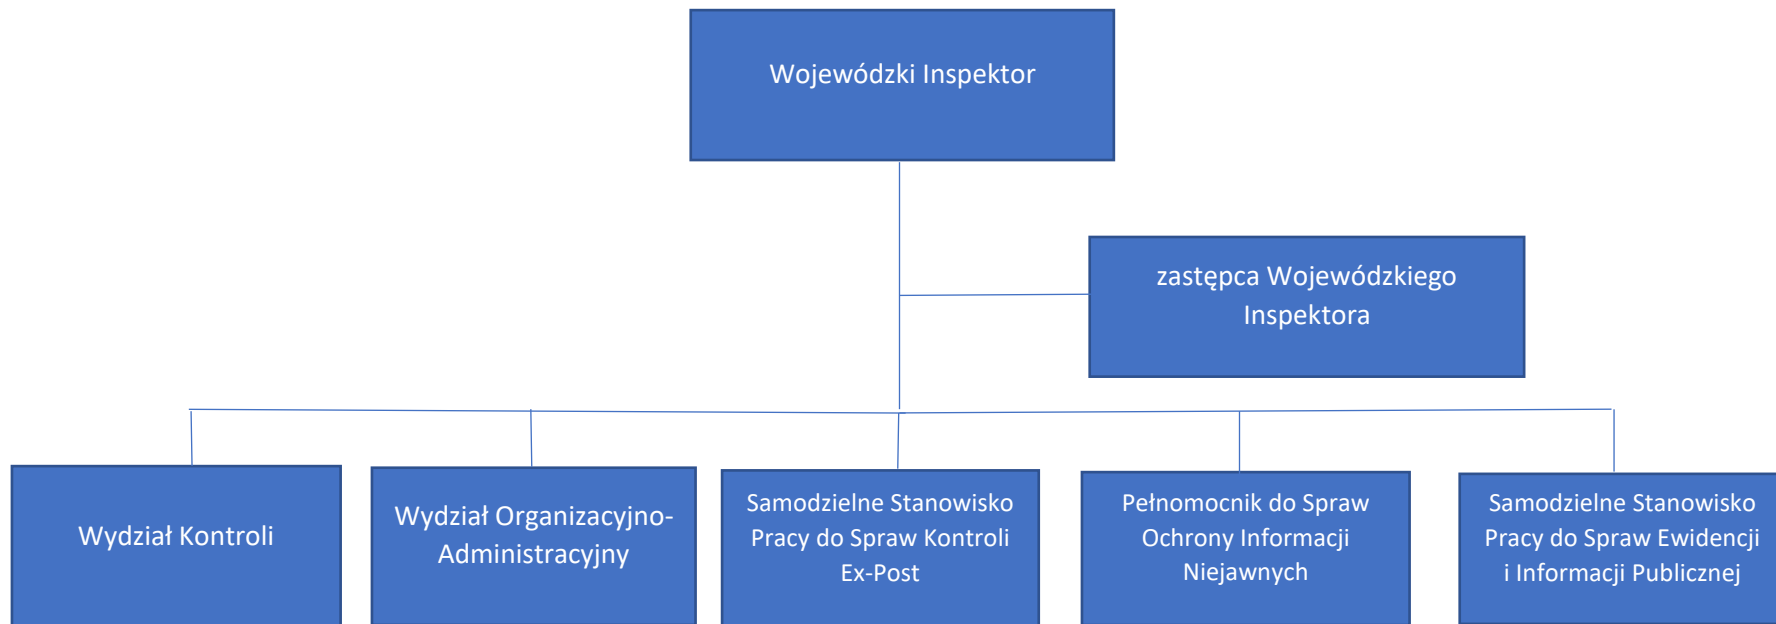 Wojewódzki Inspektor
zastępca Wojewódzkiego
Inspektora
Wydział Kontroli
Wydział Organizacyjno-
Administracyjny
Samodzielne Stanowisko
Pracy do Spraw Kontroli
Ex-Post
Pełnomocnik do Spraw
Ochrony Informacji
Niejawnych
Samodzielne Stanowisko
Pracy do Spraw Ewidencji
i Informacji Publicznej